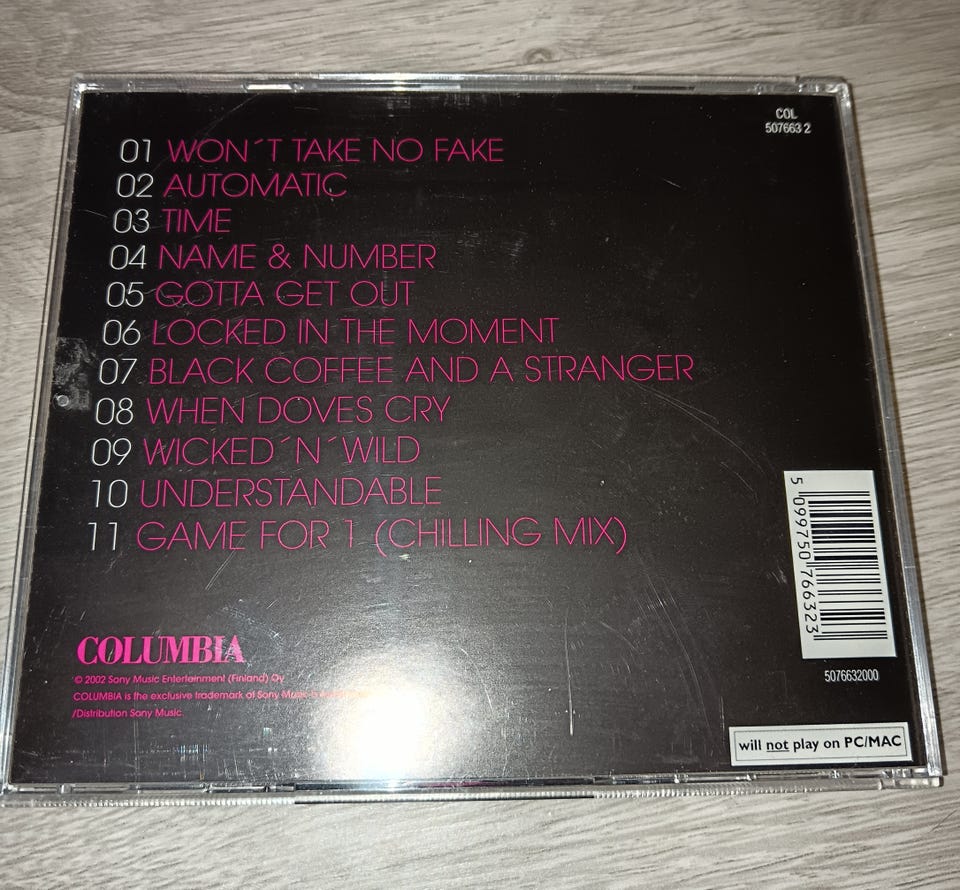 COL
507663 2
01 WON´T TAKE NO FAKE
02 AUTOMATIC
03 TIME
04 NAME & NUMBER
05 GOTTA GET OUT
06 LOCKED IN THE MOMENT
07 BLACK COFFEE AND A STRANGER
08 WHEN DOVES CRY
09 WICKED´N´WILD
10 UNDERSTANDABLE
11 GAME FOR 1 (CHILLING MIX)
5 099750 766323
5076632000
COLUMBIA
© 2002 Sony Music Entertainment (Finland) Oy
COLUMBIA is the exclusive trademark of Sony Music
/Distribution Sony Music
will not play on PC/MAC